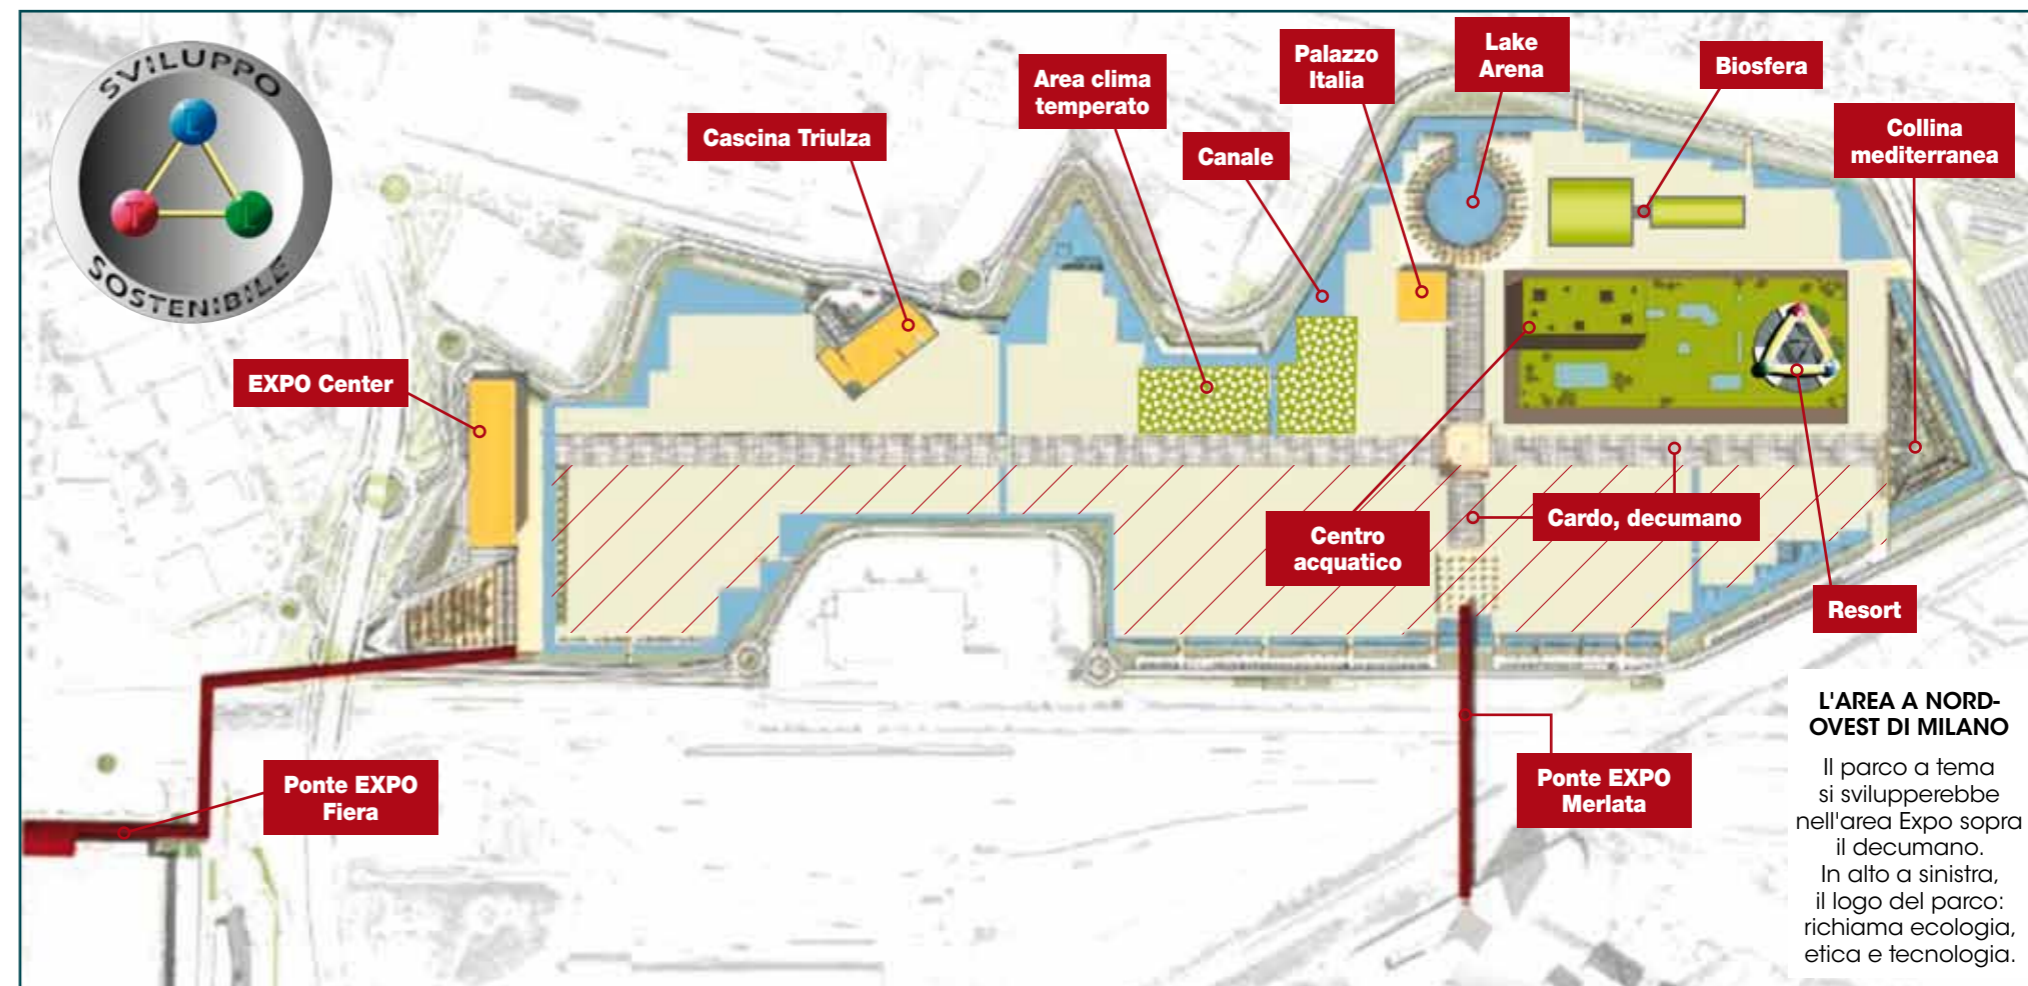 SVILUPPO
SOSTENIBILE
L
T
L
Cascina Triulza
Area clima
temperato
Canale
Palazzo
Italia
Lake
Arena
Biosfera
Collina
mediterranea
EXPO Center
Centro
acquatico
Cardo, decumano
Resort
Ponte EXPO
Fiera
Ponte EXPO
Merlata
L'AREA A NORD-
OVEST DI MILANO
Il parco a tema
si svilupperebbe
nell'area Expo sopra
il decumano.
In alto a sinistra,
il logo del parco:
richiama ecologia,
etica e tecnologia.